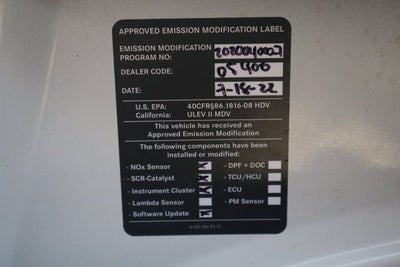 APPROVED EMISSION MODIFICATION LABEL
EMISSION MODIFICATION
PROGRAM NO:
DEALER CODE: 05400
DATE: 7-18-22
U.S. EPA: 40CFR§86.1816-08 HDV
California: ULEV II MDV
This vehicle has received an
Approved Emission Modification
The following components have been
installed or modified:
- NOx Sensor - DPF + DOC
- SCR-Catalyst - TCU/HCU
- Instrument Cluster - ECU
- Lambda Sensor - PM Sensor
- Software Update